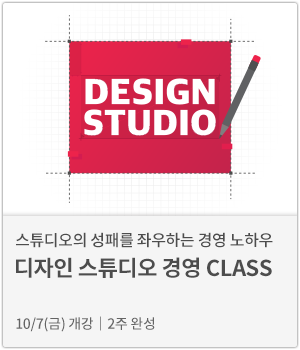 DESIGN
STUDIO
스튜디오의 성패를 좌우하는 경영 노하우
디자인 스튜디오 경영 CLASS
10/7(금) 개강 | 2주 완성